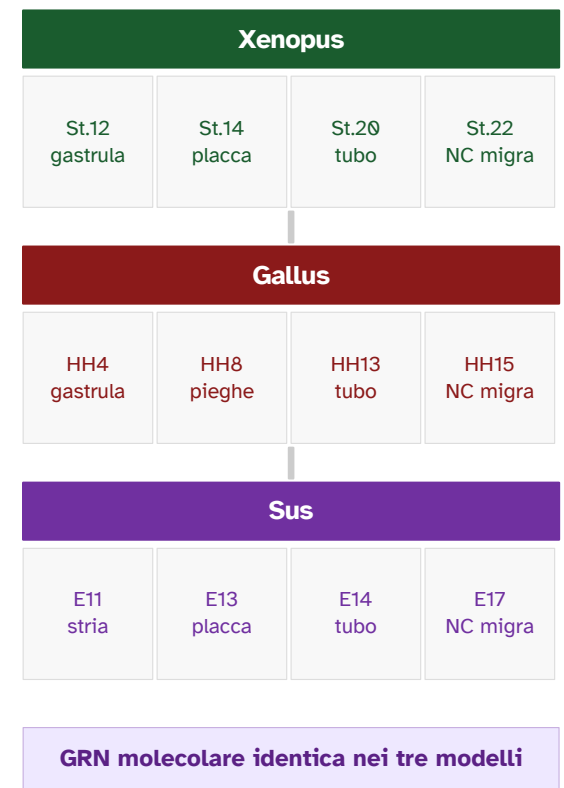 Xenopus
St.12
gastrula
St.14
placca
St.20
tubo
St.22
NC migra
Gallus
HH4
gastrula
HH8
pieghe
HH13
tubo
HH15
NC migra
Sus
E11
stria
E13
placca
E14
tubo
E17
NC migra
GRN molecolare identica nei tre modelli